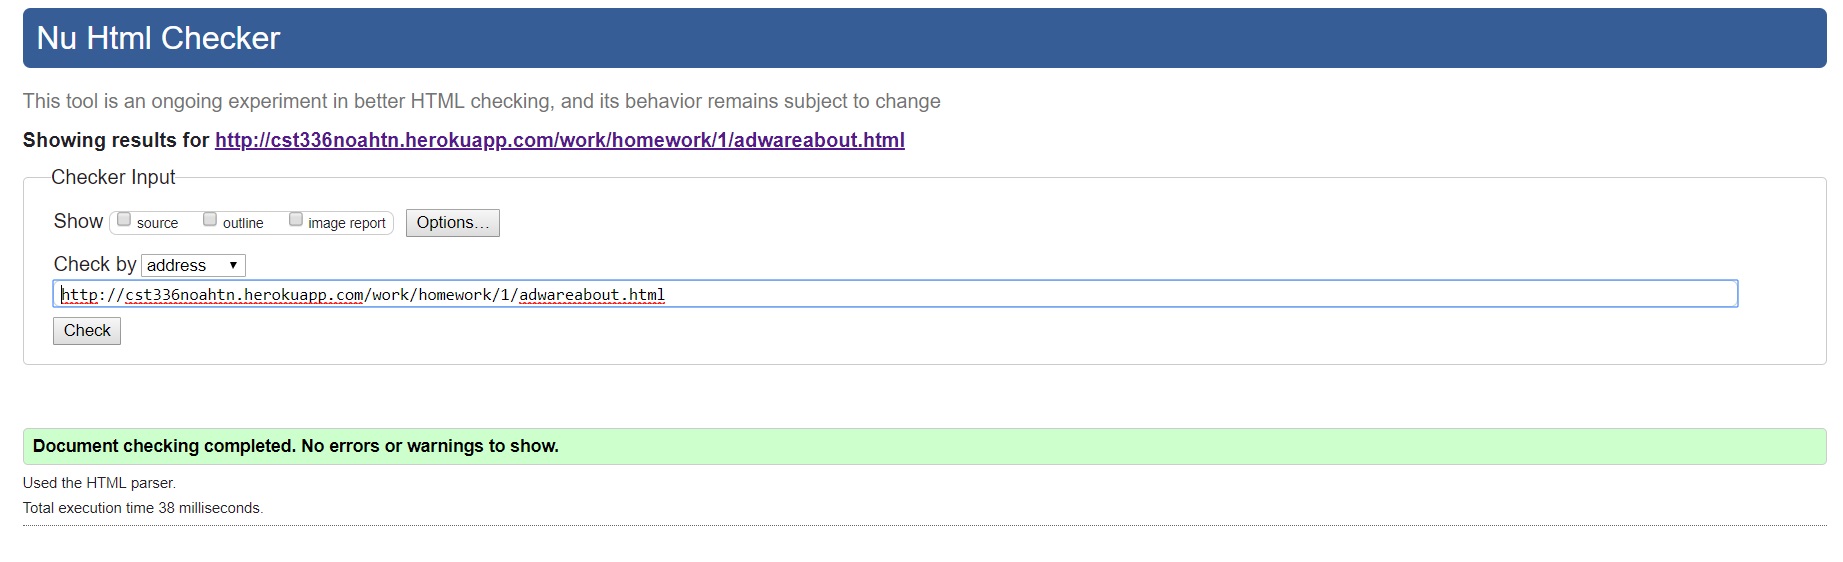 Nu Html Checker
This tool is an ongoing experiment in better HTML checking, and its behavior remains subject to change
Showing results for http://cst336noahtn.herokuapp.com/work/homework/1/adwareabout.html
Checker Input
Show source outline image report Options...
Check by address
http://cst336noahtn.herokuapp.com/work/homework/1/adwareabout.html
Check
Document checking completed. No errors or warnings to show.
Used the HTML parser.
Total execution time 38 milliseconds.